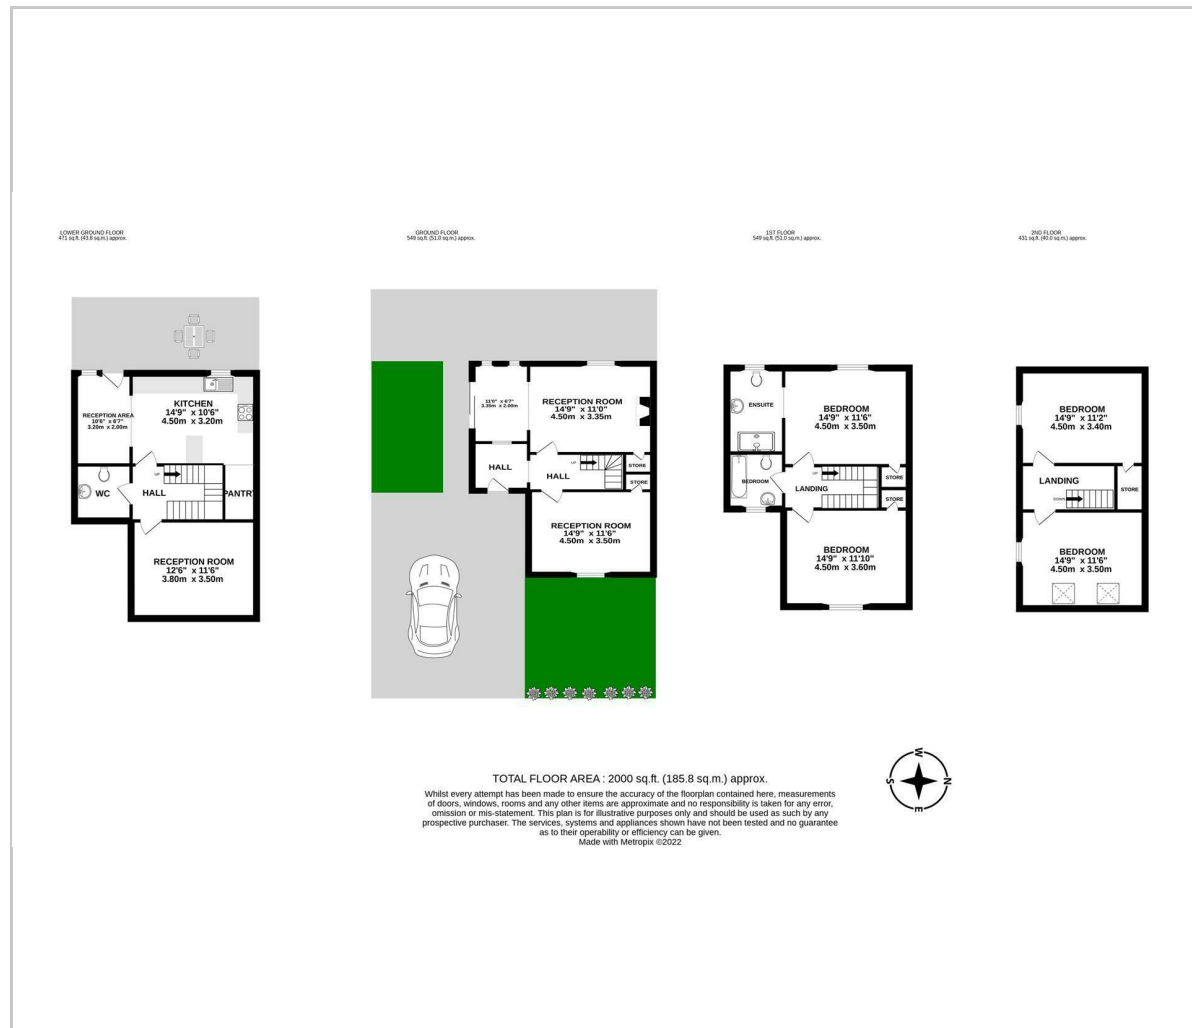 LOWER GROUND FLOOR
471 sq.ft. (43.8 sq.m.) approx.
RECEPTION AREA
10'6" x 6'7"
3.20m x 2.00m
KITCHEN
14'9" x 10'6"
4.50m x 3.20m
WC
UP
HALL
PANTRY
RECEPTION ROOM
12'6" x 11'6"
3.80m x 3.50m
GROUND FLOOR
549 sq.ft. (51.0 sq.m.) approx.
11'0" x 6'7"
3.35m x 2.00m
RECEPTION ROOM
14'9" x 11'0"
4.50m x 3.35m
HALL
HALL
UP
STORE
STORE
RECEPTION ROOM
14'9" x 11'6"
4.50m x 3.50m
1ST FLOOR
549 sq.ft. (51.0 sq.m.) approx.
ENSUITE
BEDROOM
14'9" x 11'6"
4.50m x 3.50m
BEDROOM
UP
LANDING
STORE
STORE
BEDROOM
14'9" x 11'10"
4.50m x 3.60m
2ND FLOOR
431 sq.ft. (40.0 sq.m.) approx.
BEDROOM
14'9" x 11'2"
4.50m x 3.40m
LANDING
DOWN
STORE
BEDROOM
14'9" x 11'6"
4.50m x 3.50m
TOTAL FLOOR AREA : 2000 sq.ft. (185.8 sq.m.) approx.
Whilst every attempt has been made to ensure the accuracy of the floorplan contained here, measurements
of doors, windows, rooms and any other items are approximate and no responsibility is taken for any error,
omission or mis-statement. This plan is for illustrative purposes only and should be used as such by any
prospective purchaser. The services, systems and appliances shown have not been tested and no guarantee
as to their operability or efficiency can be given.
Made with Metropix ©2022
W
N
E
S